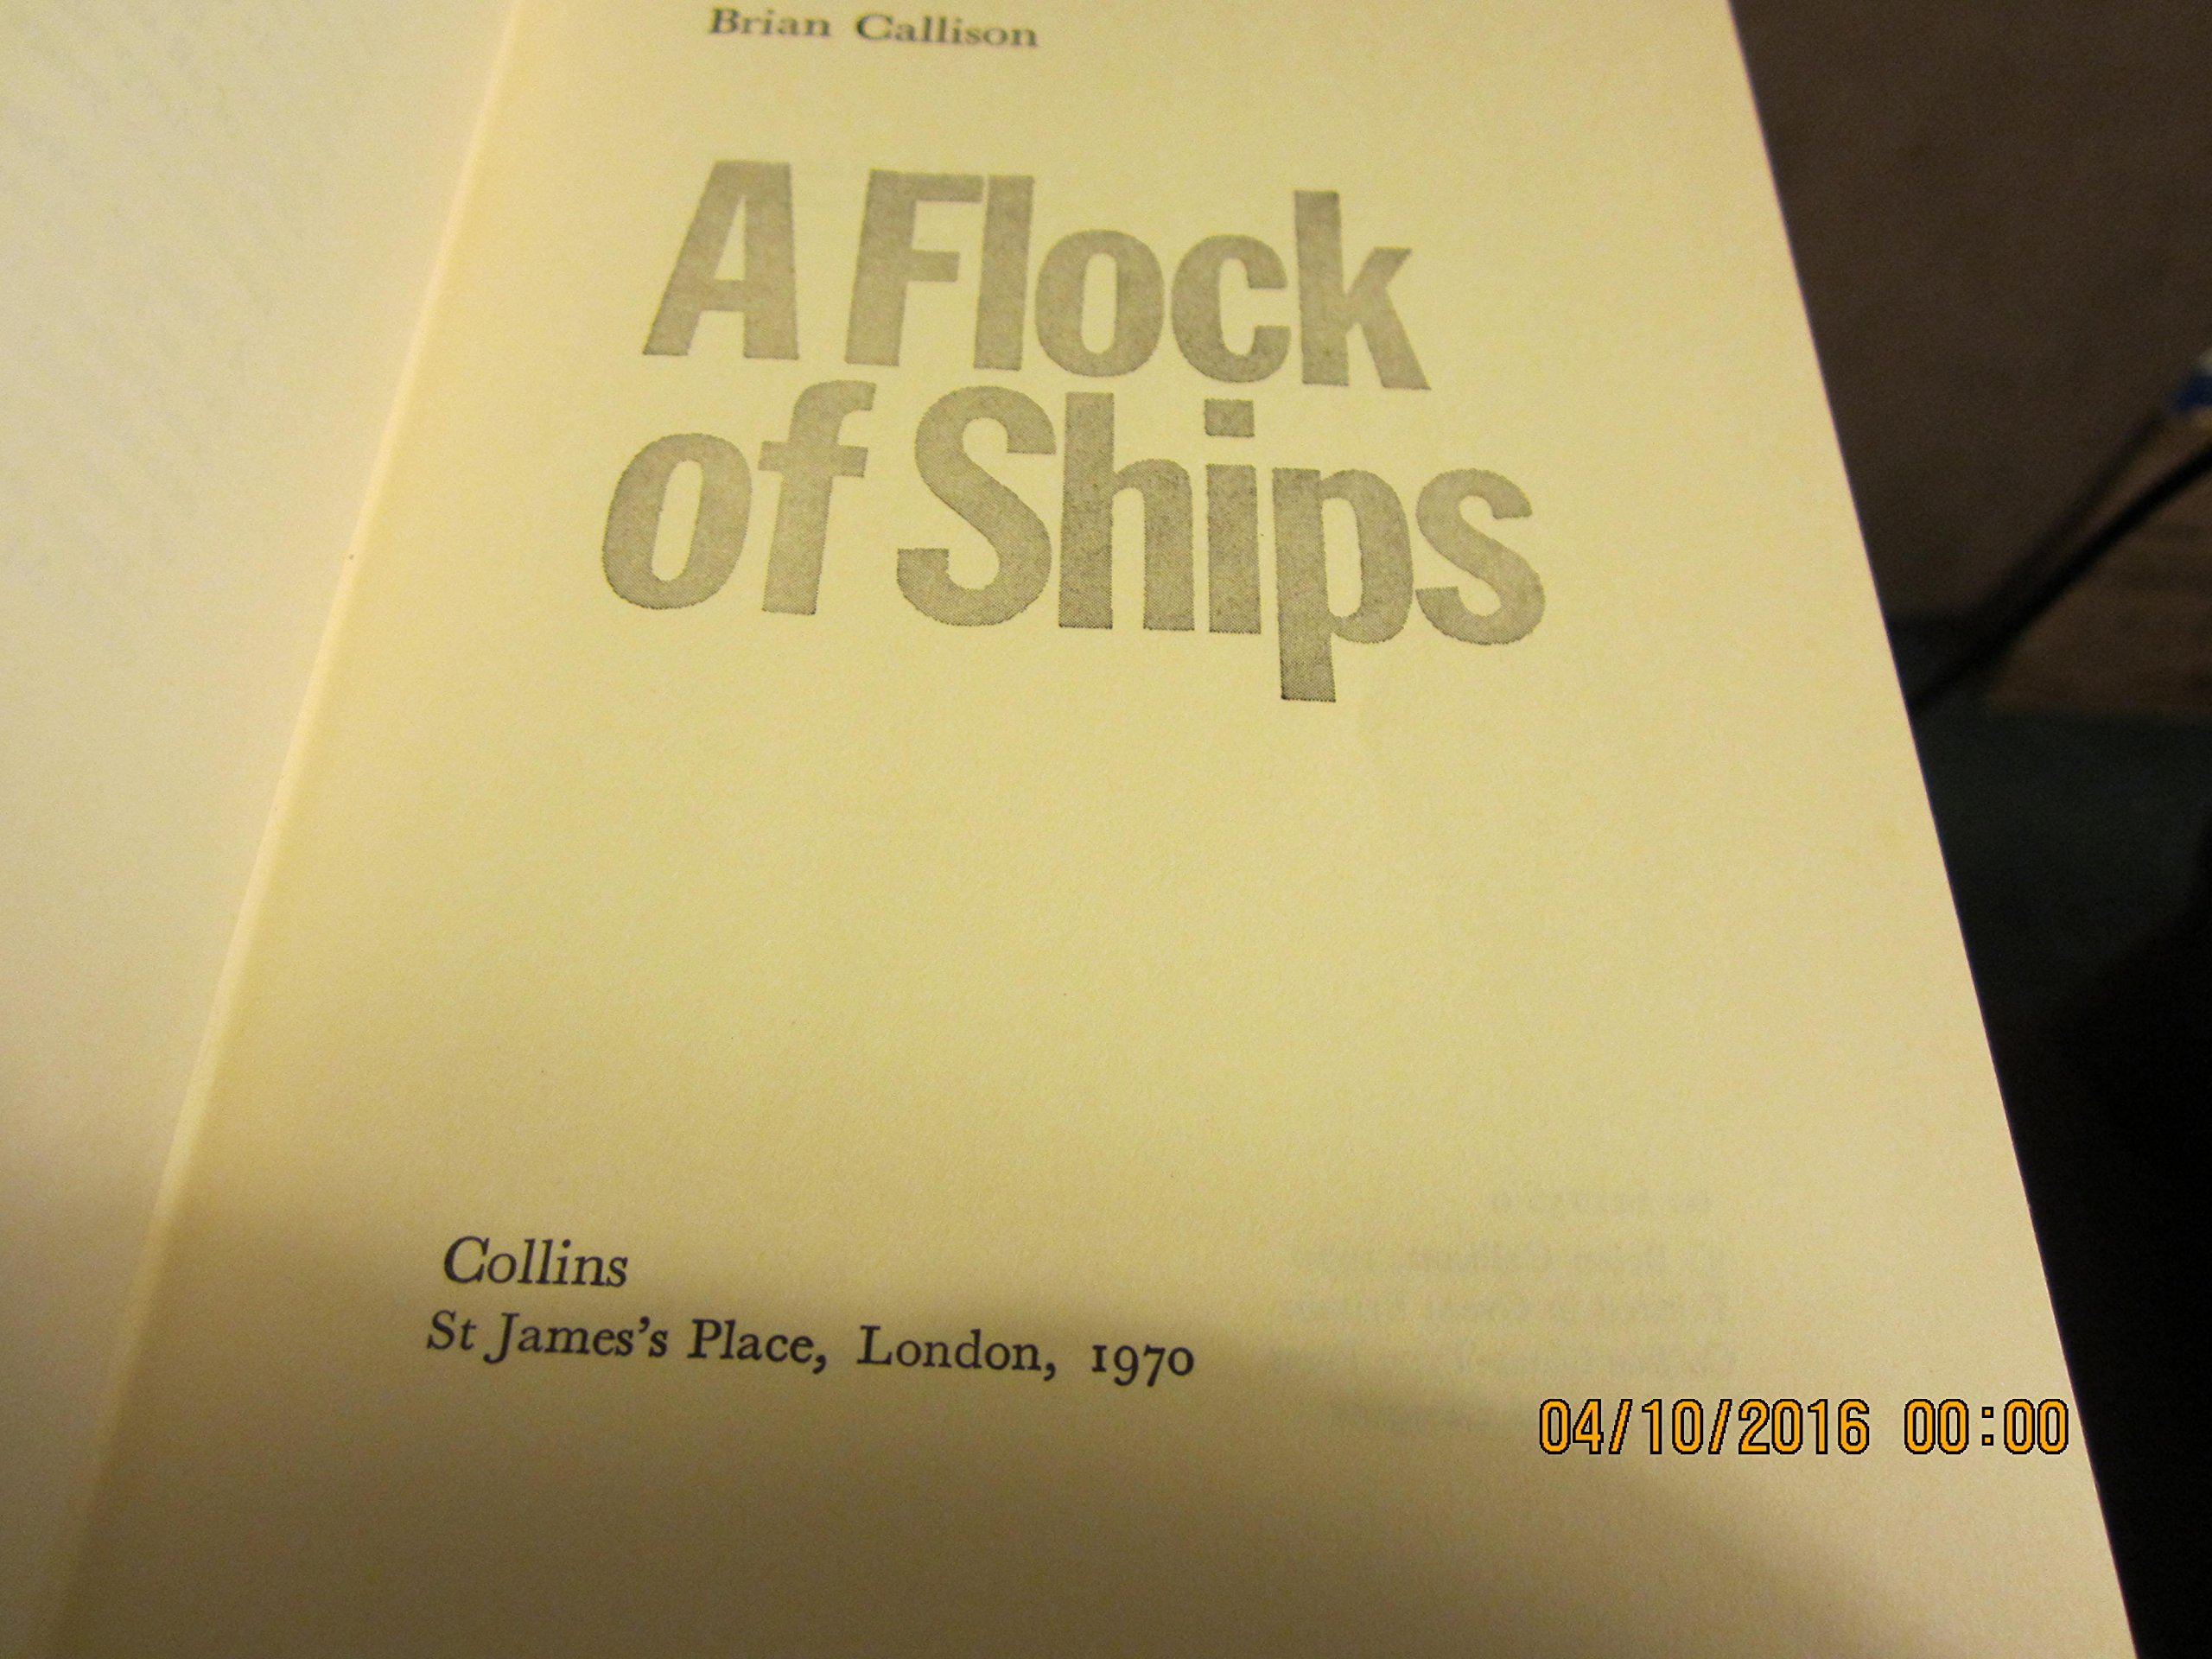 Brian Callison
A Flock
of Ships
Collins
St James's Place, London, 1970
04/10/2016 00:00